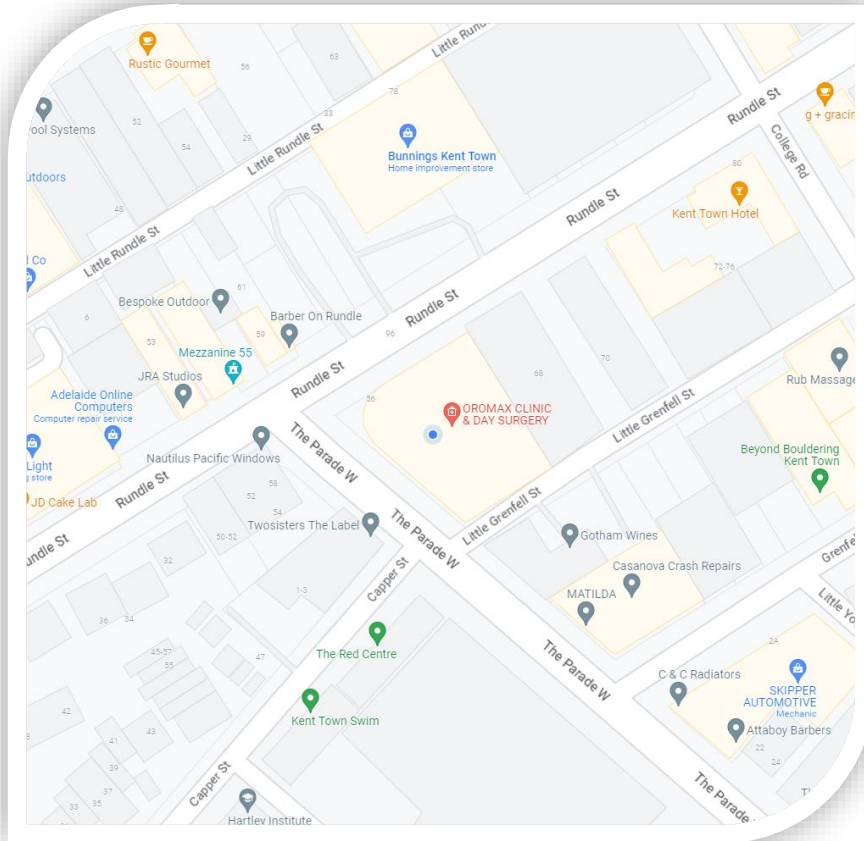 Rustic Gourmet
56
63
Little Rund
78
52
33
ool Systems
54
29
Little Rundle St
Bunnings Kent Town
Home improvement store
Rundle St
g + gracin
College Rd
utdoors
48
80
Rundle St
Kent Town Hotel
Little Rundle St
l Co
72-76
61
Bespoke Outdoor
Rundle St
6
59
Barber On Rundle
96
53
Mezzanine 55
JRA Studios
Rundle St
68
70
Rub Massage
Adelaide Online
Computers
Computer repair service
56
OROMAX CLINIC
& DAY SURGERY
Little Grenfell St
Beyond Bouldering
Kent Town
Nautilus Pacific Windows
The Parade W
Light
g store
Rundle St
58
52
54
JD Cake Lab
Twosisters The Label
50-52
The Parade W
Little Grenfell St
Gotham Wines
undle St
32
Grenfe
Casanova Crash Repairs
Capper St
1-3
MATILDA
Little Yo
36
34
The Red Centre
2A
45-57
55
47
The Parade W
C & C Radiators
SKIPPER
AUTOMOTIVE
Mechanic
42
Kent Town Swim
43
41
Attaboy Barbers
22
24
39
37
35
33
Capper St
The Parade W
Hartley Institute